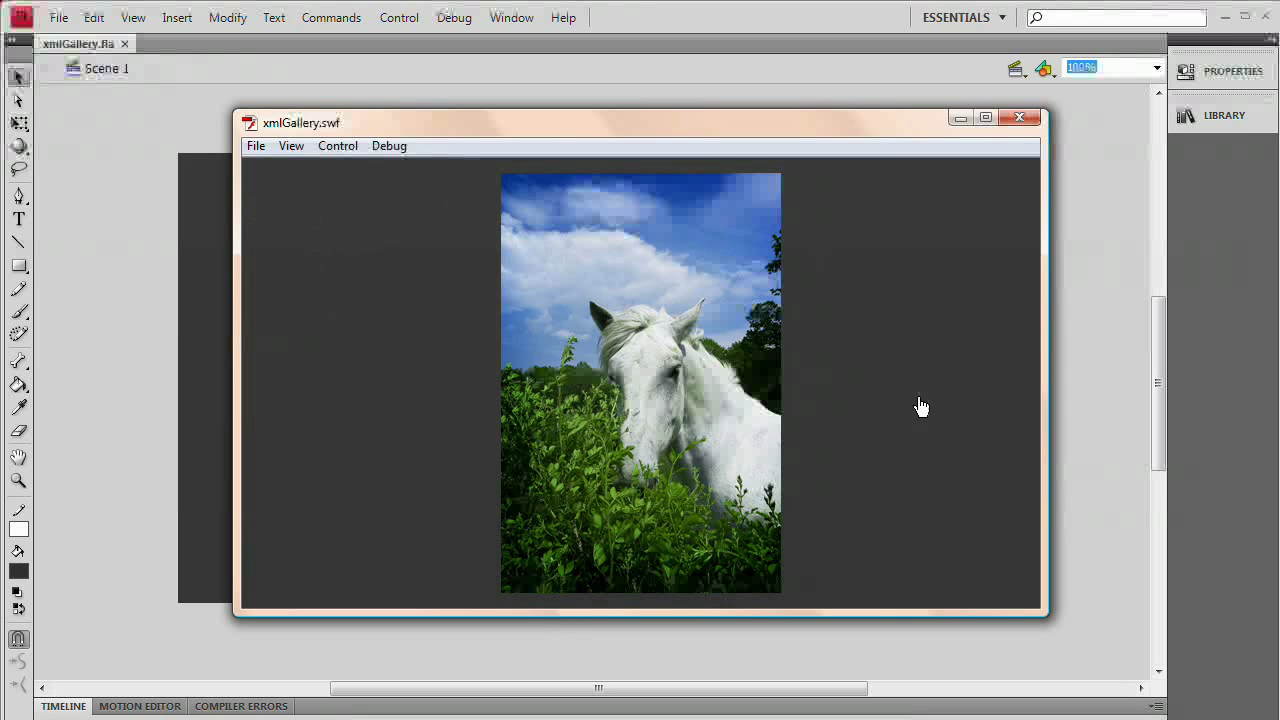 File Edit View Insert Modify Text Commands Control Debug Window Help
ESSENTIALS
xmlGallery.fla
Scene 1
100%
PROPERTIES
LIBRARY
xmlGallery.swf
File View Control Debug
T
TIMELINE
MOTION EDITOR
COMPILER ERRORS